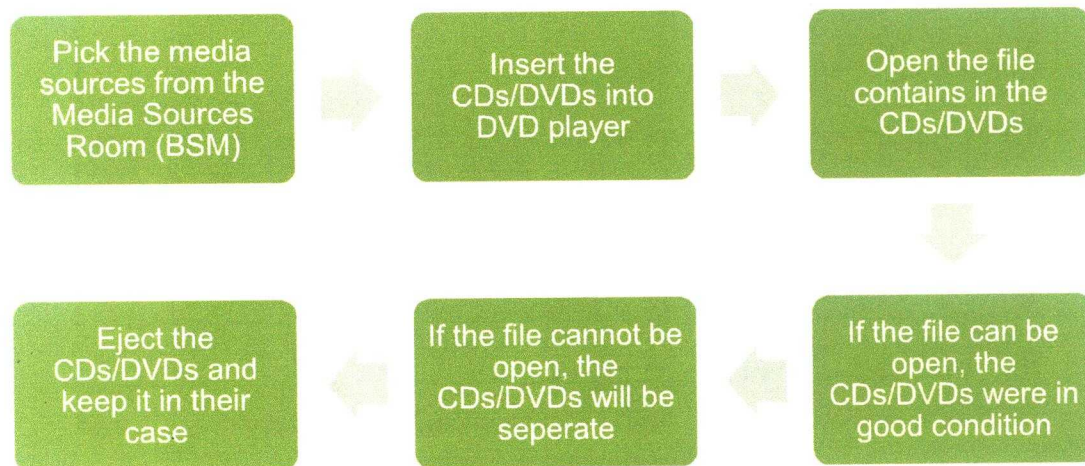 Pick the media
sources from the
Media Sources
Room (BSM)
Insert the
CDs/DVDs into
DVD player
Open the file
contains in the
CDs/DVDs
If the file can be
open, the
CDs/DVDs were in
good condition
If the file cannot be
open, the
CDs/DVDs will be
seperate
Eject the
CDs/DVDs and
keep it in their
case